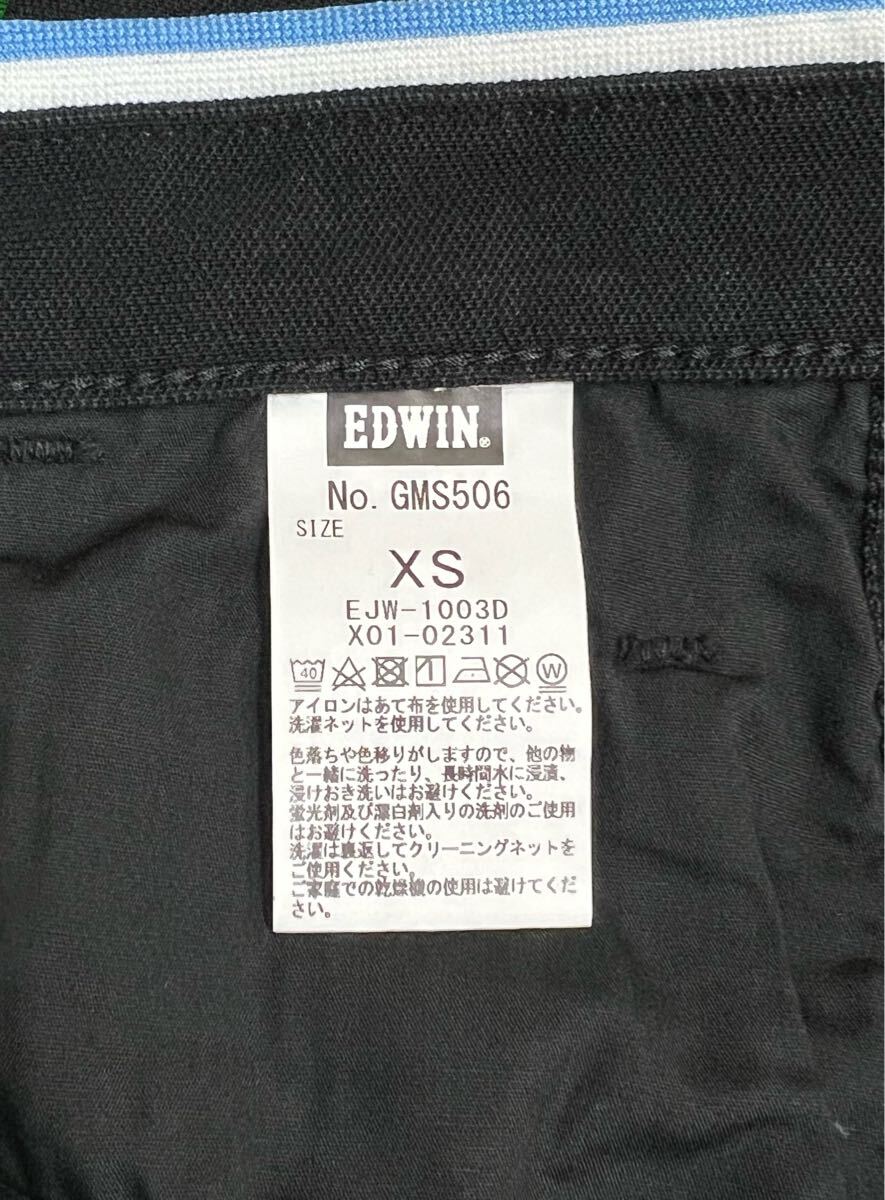 EDWIN®
No. GMS506
SIZE
XS
EJW-1003D
X01-02311
40 1 W
アイロンはあて布を使用してください。
洗濯ネットを使用してください。
色落ちや色移りがしますので、他の物
と一緒に洗ったり、長時間水に浸漬、
浸けおき洗いはお避けください。
蛍光剤及び漂白剤入りの洗剤のご使用
はお避けください。
洗濯は裏返してクリーニングネットを
ご使用ください。
ご家庭での乾燥機の使用は避けてくだ
さい。